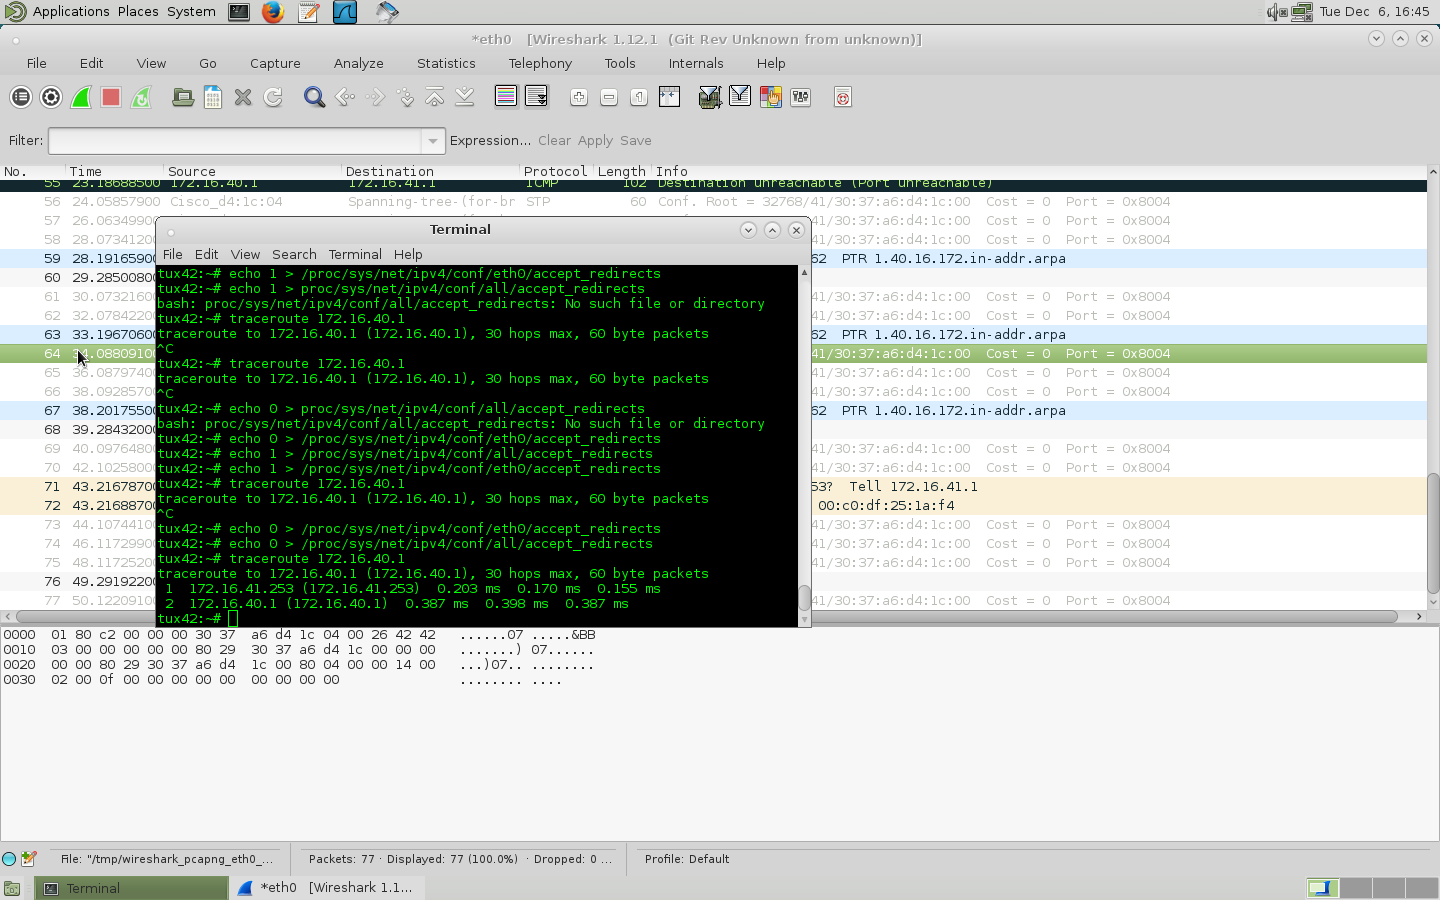 Applications Places System Tue Dec 6, 16:45
*eth0 [Wireshark 1.12.1 (Git Rev Unknown from unknown)]
File Edit View Go Capture Analyze Statistics Telephony Tools Internals Help
Filter: Expression... Clear Apply Save
No. Time Source Destination Protocol Length Info
55 23.18688500 172.16.40.1 172.16.41.1 ICMP 102 Destination unreachable (Port unreachable)
56 24.05857900 Cisco_d4:1c:04 Spanning-tree-(for-br STP 60 Conf. Root = 32768/41/30:37:a6:d4:1c:00 Cost = 0 Port = 0x8004
57 26.0634990 41/30:37:a6:d4:1c:00 Cost = 0 Port = 0x8004
58 28.0734120 41/30:37:a6:d4:1c:00 Cost = 0 Port = 0x8004
59 28.1916590 62 PTR 1.40.16.172.in-addr.arpa
60 29.2850080
61 30.0732160 41/30:37:a6:d4:1c:00 Cost = 0 Port = 0x8004
62 32.0784220 41/30:37:a6:d4:1c:00 Cost = 0 Port = 0x8004
63 33.1967060 62 PTR 1.40.16.172.in-addr.arpa
64 41/30:37:a6:d4:1c:00 Cost = 0 Port = 0x8004
65 36.0879740 41/30:37:a6:d4:1c:00 Cost = 0 Port = 0x8004
66 38.0928570 41/30:37:a6:d4:1c:00 Cost = 0 Port = 0x8004
67 38.2017550 62 PTR 1.40.16.172.in-addr.arpa
68 39.2843200
69 40.0976480 41/30:37:a6:d4:1c:00 Cost = 0 Port = 0x8004
70 42.1025800 41/30:37:a6:d4:1c:00 Cost = 0 Port = 0x8004
71 43.2167870 53? Tell 172.16.41.1
72 43.2168870 00:c0:df:25:1a:f4
73 44.1074410 41/30:37:a6:d4:1c:00 Cost = 0 Port = 0x8004
74 46.1172990 41/30:37:a6:d4:1c:00 Cost = 0 Port = 0x8004
75 48.1172520 41/30:37:a6:d4:1c:00 Cost = 0 Port = 0x8004
76 49.2919220
77 50.1220910 41/30:37:a6:d4:1c:00 Cost = 0 Port = 0x8004
Terminal
File Edit View Search Terminal Help
tux42:~# echo 1 > /proc/sys/net/ipv4/conf/eth0/accept_redirects
tux42:~# echo 1 > proc/sys/net/ipv4/conf/all/accept_redirects
bash: proc/sys/net/ipv4/conf/all/accept_redirects: No such file or directory
tux42:~# traceroute 172.16.40.1
traceroute to 172.16.40.1 (172.16.40.1), 30 hops max, 60 byte packets
^C
tux42:~# traceroute 172.16.40.1
traceroute to 172.16.40.1 (172.16.40.1), 30 hops max, 60 byte packets
^C
tux42:~# echo 0 > proc/sys/net/ipv4/conf/all/accept_redirects
bash: proc/sys/net/ipv4/conf/all/accept_redirects: No such file or directory
tux42:~# echo 0 > /proc/sys/net/ipv4/conf/eth0/accept_redirects
tux42:~# echo 1 > /proc/sys/net/ipv4/conf/all/accept_redirects
tux42:~# echo 1 > /proc/sys/net/ipv4/conf/eth0/accept_redirects
tux42:~# traceroute 172.16.40.1
traceroute to 172.16.40.1 (172.16.40.1), 30 hops max, 60 byte packets
^C
tux42:~# echo 0 > /proc/sys/net/ipv4/conf/eth0/accept_redirects
tux42:~# echo 0 > /proc/sys/net/ipv4/conf/all/accept_redirects
tux42:~# traceroute 172.16.40.1
traceroute to 172.16.40.1 (172.16.40.1), 30 hops max, 60 byte packets
1 172.16.41.253 (172.16.41.253) 0.203 ms 0.170 ms 0.155 ms
2 172.16.40.1 (172.16.40.1) 0.387 ms 0.398 ms 0.387 ms
tux42:~#
0000 01 80 c2 00 00 00 30 37 a6 d4 1c 04 00 26 42 42 ......07 .....&BB
0010 03 00 00 00 00 00 80 29 30 37 a6 d4 1c 00 00 00 .......) 07......
0020 00 00 80 29 30 37 a6 d4 1c 00 80 04 00 00 14 00 ...)07.. ........
0030 02 00 0f 00 00 00 00 00 00 00 00 00 ........ ....
File: "/tmp/wireshark_pcapng_eth0_... Packets: 77 · Displayed: 77 (100.0%) · Dropped: 0 ... Profile: Default
Terminal *eth0 [Wireshark 1.1...